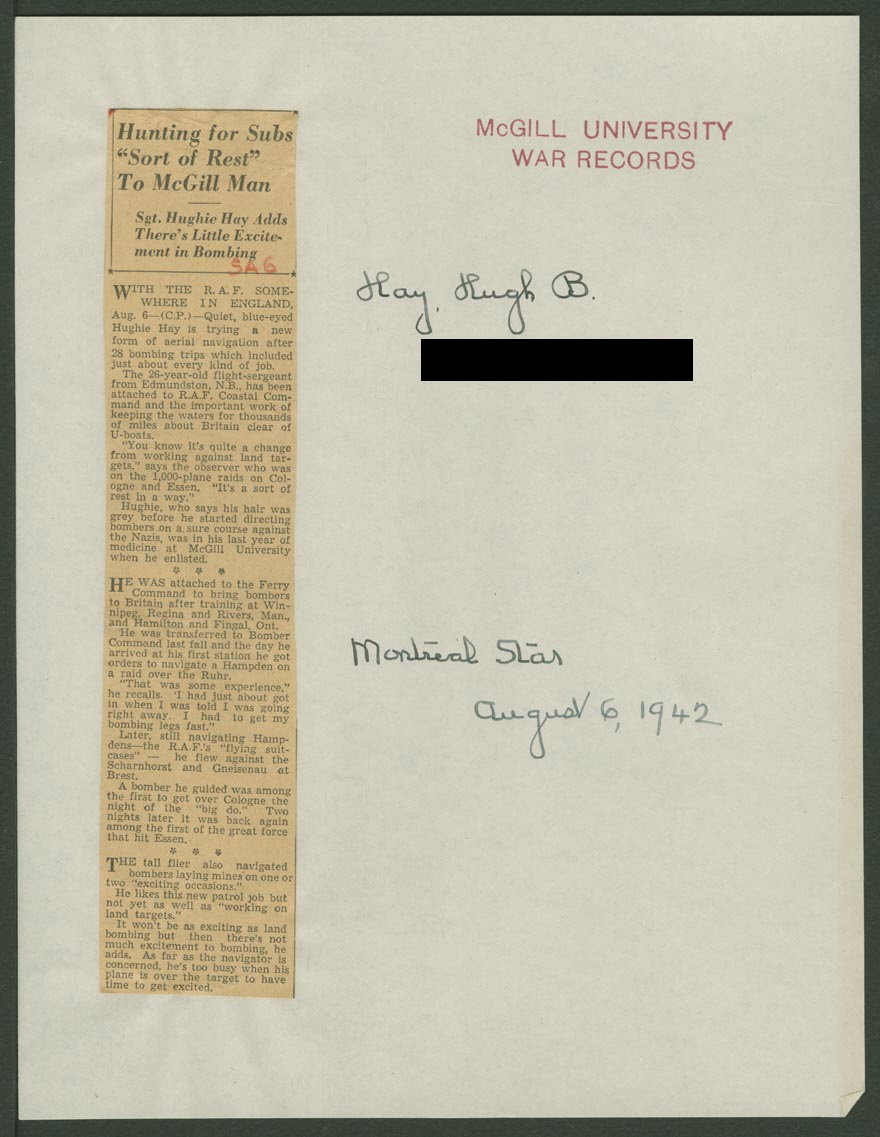 Hunting for Subs
“Sort of Rest”
To McGill Man
Sgt. Hughie Hay Adds
There's Little Excite-
ment in Bombing
SA6
WITH THE R.A.F. SOME-
WHERE IN ENGLAND,
Aug. 6—(C.P.)—Quiet, blue-eyed
Hughie Hay is trying a new
form of aerial navigation after
28 bombing trips which included
just about every kind of job.
The 26-year-old flight-sergeant
from Edmundston, N.B., has been
attached to R.A.F. Coastal Com-
mand and the important work of
keeping the waters for thousands
of miles about Britain clear of
U-boats.
"You know it's quite a change
from working against land tar-
gets," says the observer who was
on the 1,000-plane raids on Col-
ogne and Essen. "It's a sort of
rest in a way."
Hughie, who says his hair was
grey before he started directing
bombers on a sure course against
the Nazis, was in his last year of
medicine at McGill University
when he enlisted.
* * *
HE WAS attached to the Ferry
Command to bring bombers
to Britain after training at Win-
nipeg, Regina and Rivers, Man.,
and Hamilton and Fingal, Ont.
He was transferred to Bomber
Command last fall and the day he
arrived at his first station he got
orders to navigate a Hampden on
a raid over the Ruhr.
"That was some experience,"
he recalls. 'I had just about got
in when I was told I was going
right away. I had to get my
bombing legs fast."
Later, still navigating Hamp-
dens—the R.A.F.'s "flying suit-
cases" — he flew against the
Scharnhorst and Gneisenau at
Brest.
A bomber he guided was among
the first to get over Cologne the
night of the "big do." Two
nights later it was back again
among the first of the great force
that hit Essen.
* * *
THE tall flier also navigated
bombers laying mines on one or
two "exciting occasions."
He likes this new patrol job but
not yet as well as "working on
land targets."
It won't be as exciting as land
bombing but then there's not
much excitement to bombing, he
adds. As far as the navigator is
concerned, he's too busy when his
plane is over the target to have
time to get excited.
McGILL UNIVERSITY
WAR RECORDS
Hay, Hugh B.
Montreal Star
August 6, 1942